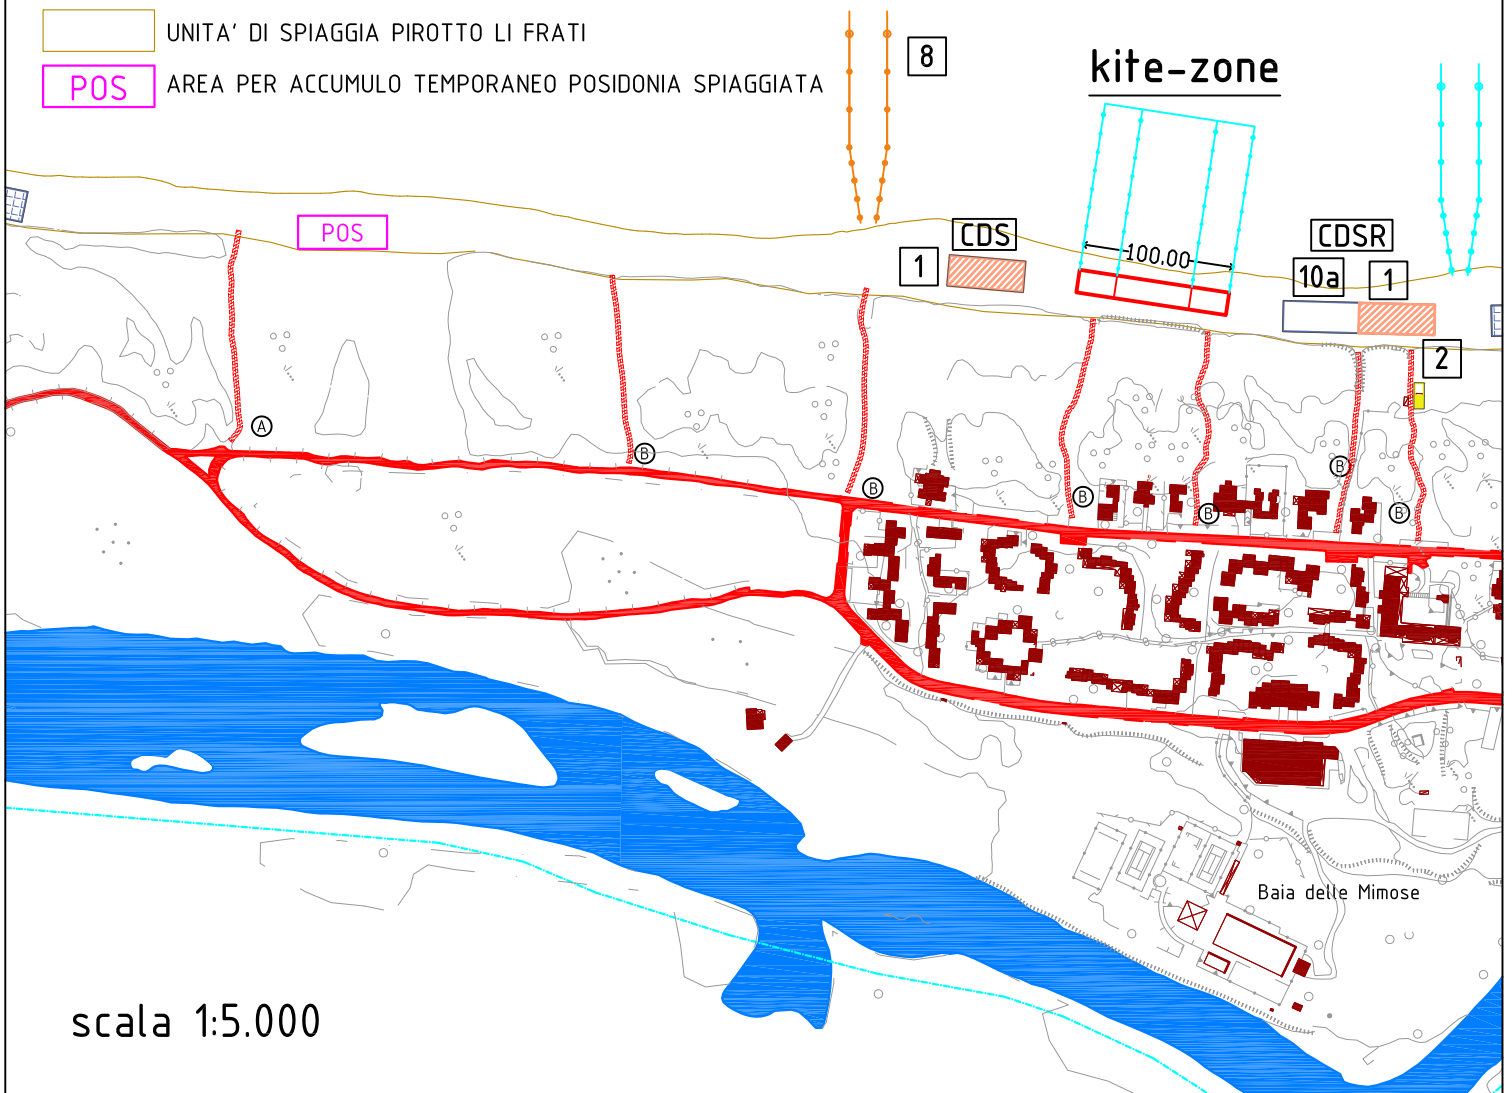 UNITA' DI SPIAGGIA PIROTTO LI FRATI
POS AREA PER ACCUMULO TEMPORANEO POSIDONIA SPIAGGIATA
8
kite-zone
POS
CDS
1
100.00
CDSR
10a
1
2
A
B
B
B
B
B
B
Baia delle Mimose
scala 1:5.000